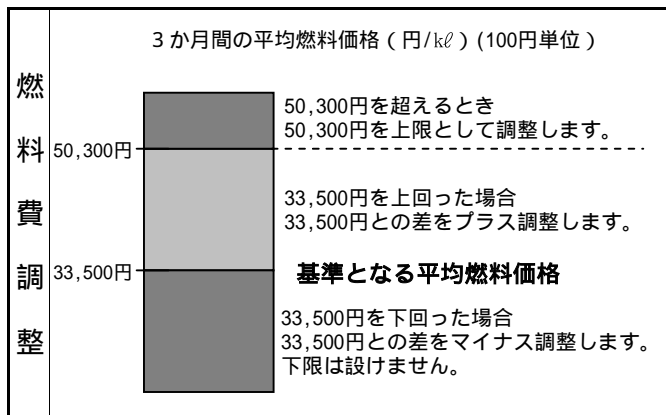 燃料費調整
3か月間の平均燃料価格(円/kℓ)(100円単位)
50,300円を超えるとき
50,300円を上限として調整します。
50,300円
33,500円を上回った場合
33,500円との差をプラス調整します。
33,500円
基準となる平均燃料価格
33,500円を下回った場合
33,500円との差をマイナス調整します。
下限は設けません。